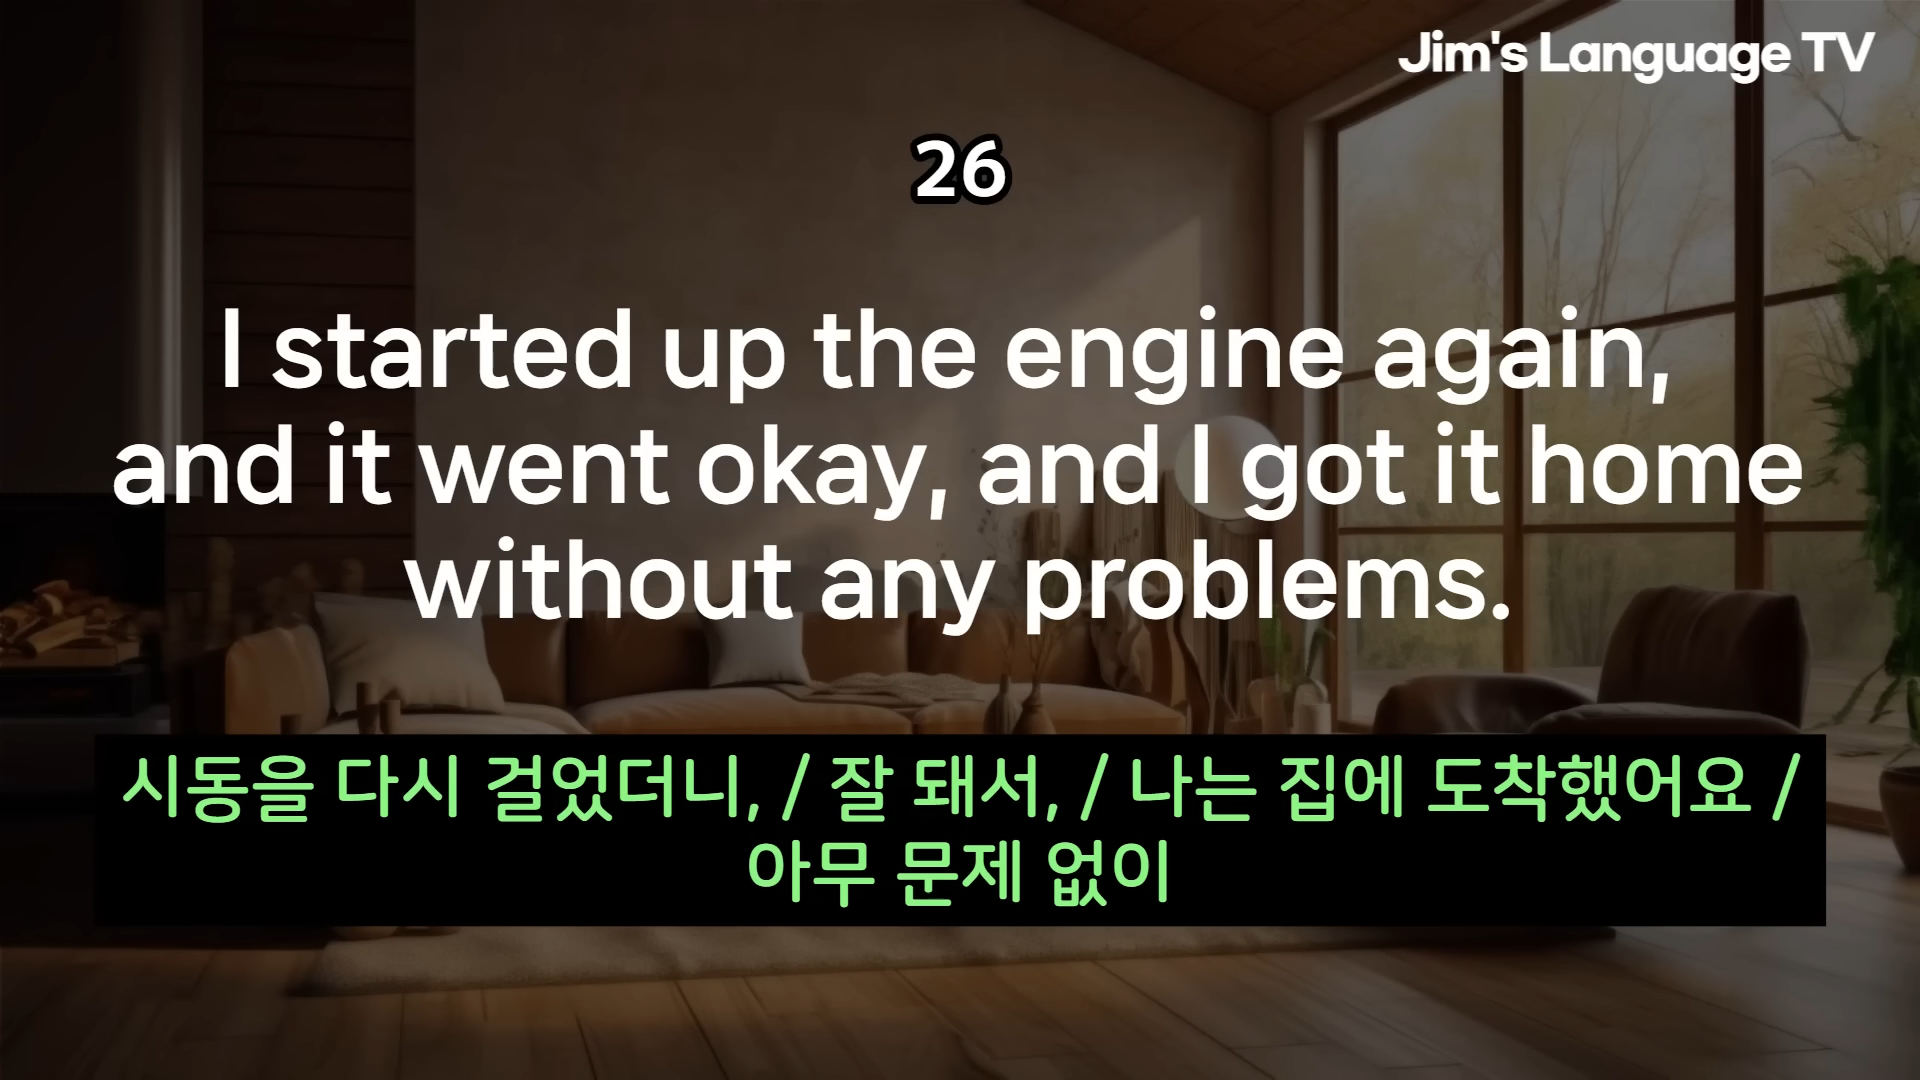 Jim's Language TV
26
I started up the engine again,
and it went okay, and I got it home
without any problems.
시동을 다시 걸었더니, / 잘 돼서, / 나는 집에 도착했어요 /
아무 문제 없이